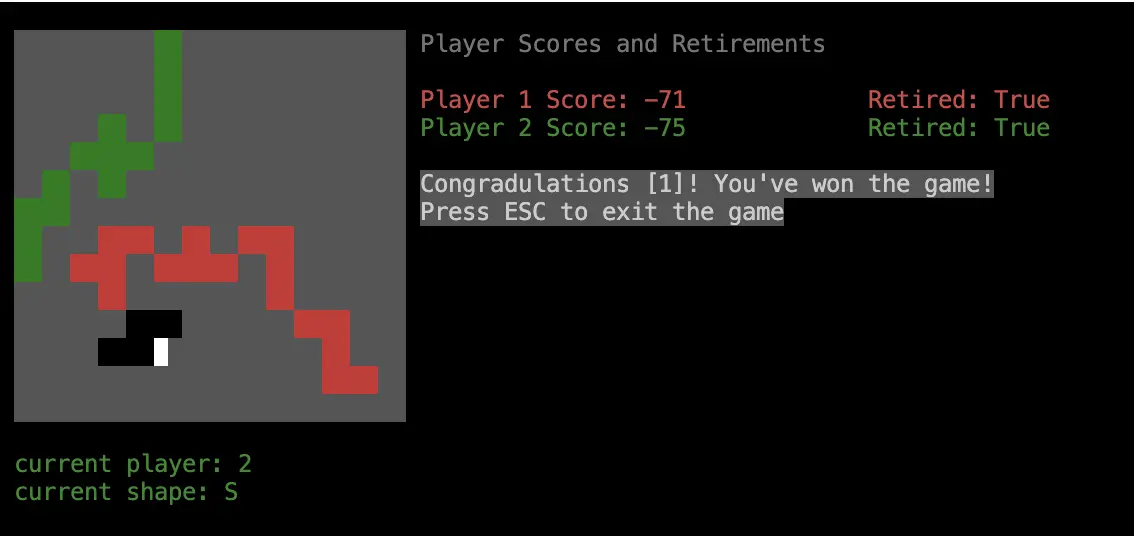 Player Scores and Retirements
Player 1 Score: -71 Retired: True
Player 2 Score: -75 Retired: True
Congradulations [1]! You've won the game!
Press ESC to exit the game
current player: 2
current shape: S